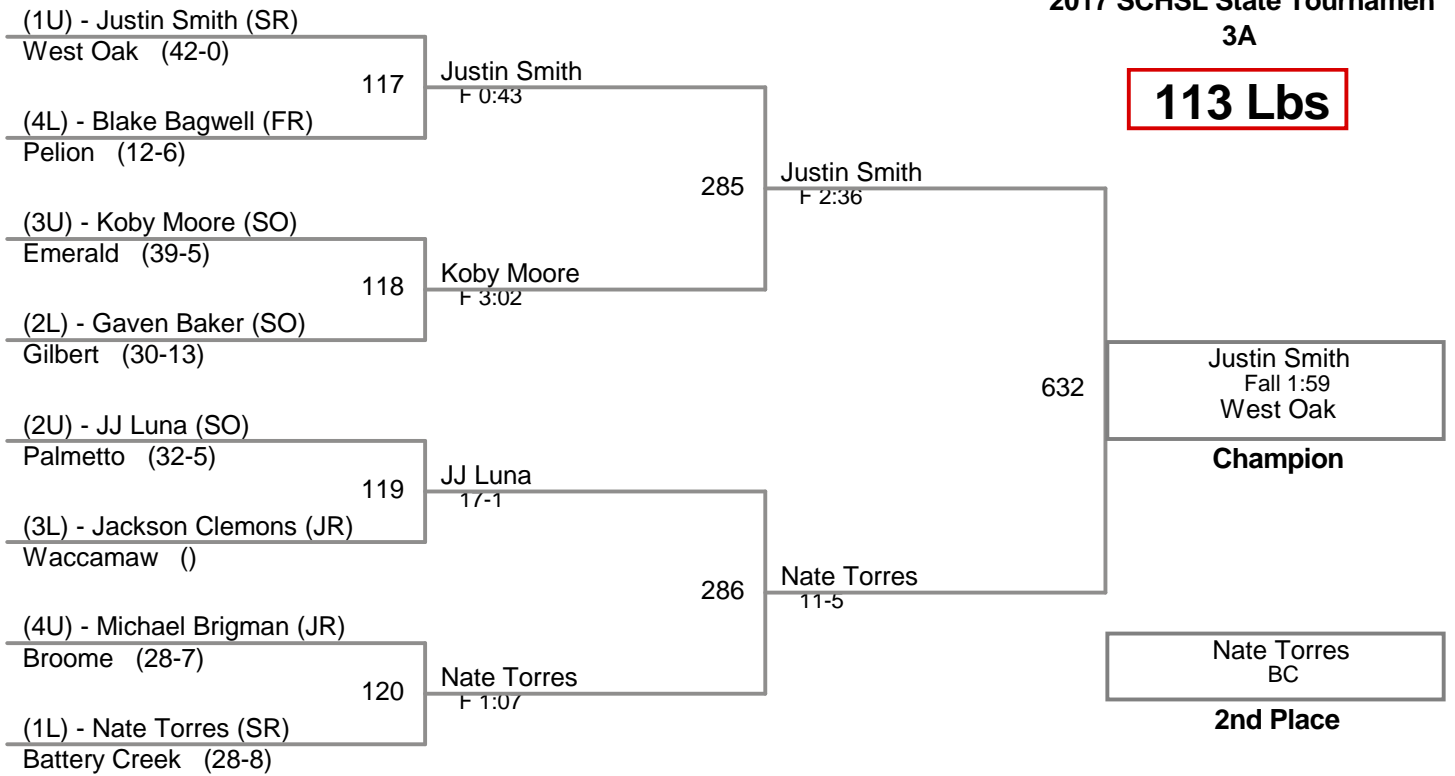 2017 SCHSL State Tournamen
3A
113 Lbs
(1U) - Justin Smith (SR)
West Oak (42-0)
117
Justin Smith
F 0:43
(4L) - Blake Bagwell (FR)
Pelion (12-6)
285
Justin Smith
F 2:36
(3U) - Koby Moore (SO)
Emerald (39-5)
118
Koby Moore
F 3:02
(2L) - Gaven Baker (SO)
Gilbert (30-13)
632
Justin Smith
Fall 1:59
West Oak
Champion
(2U) - JJ Luna (SO)
Palmetto (32-5)
119
JJ Luna
17-1
(3L) - Jackson Clemons (JR)
Waccamaw ()
286
Nate Torres
11-5
(4U) - Michael Brigman (JR)
Broome (28-7)
120
Nate Torres
F 1:07
(1L) - Nate Torres (SR)
Battery Creek (28-8)
Nate Torres
BC
2nd Place